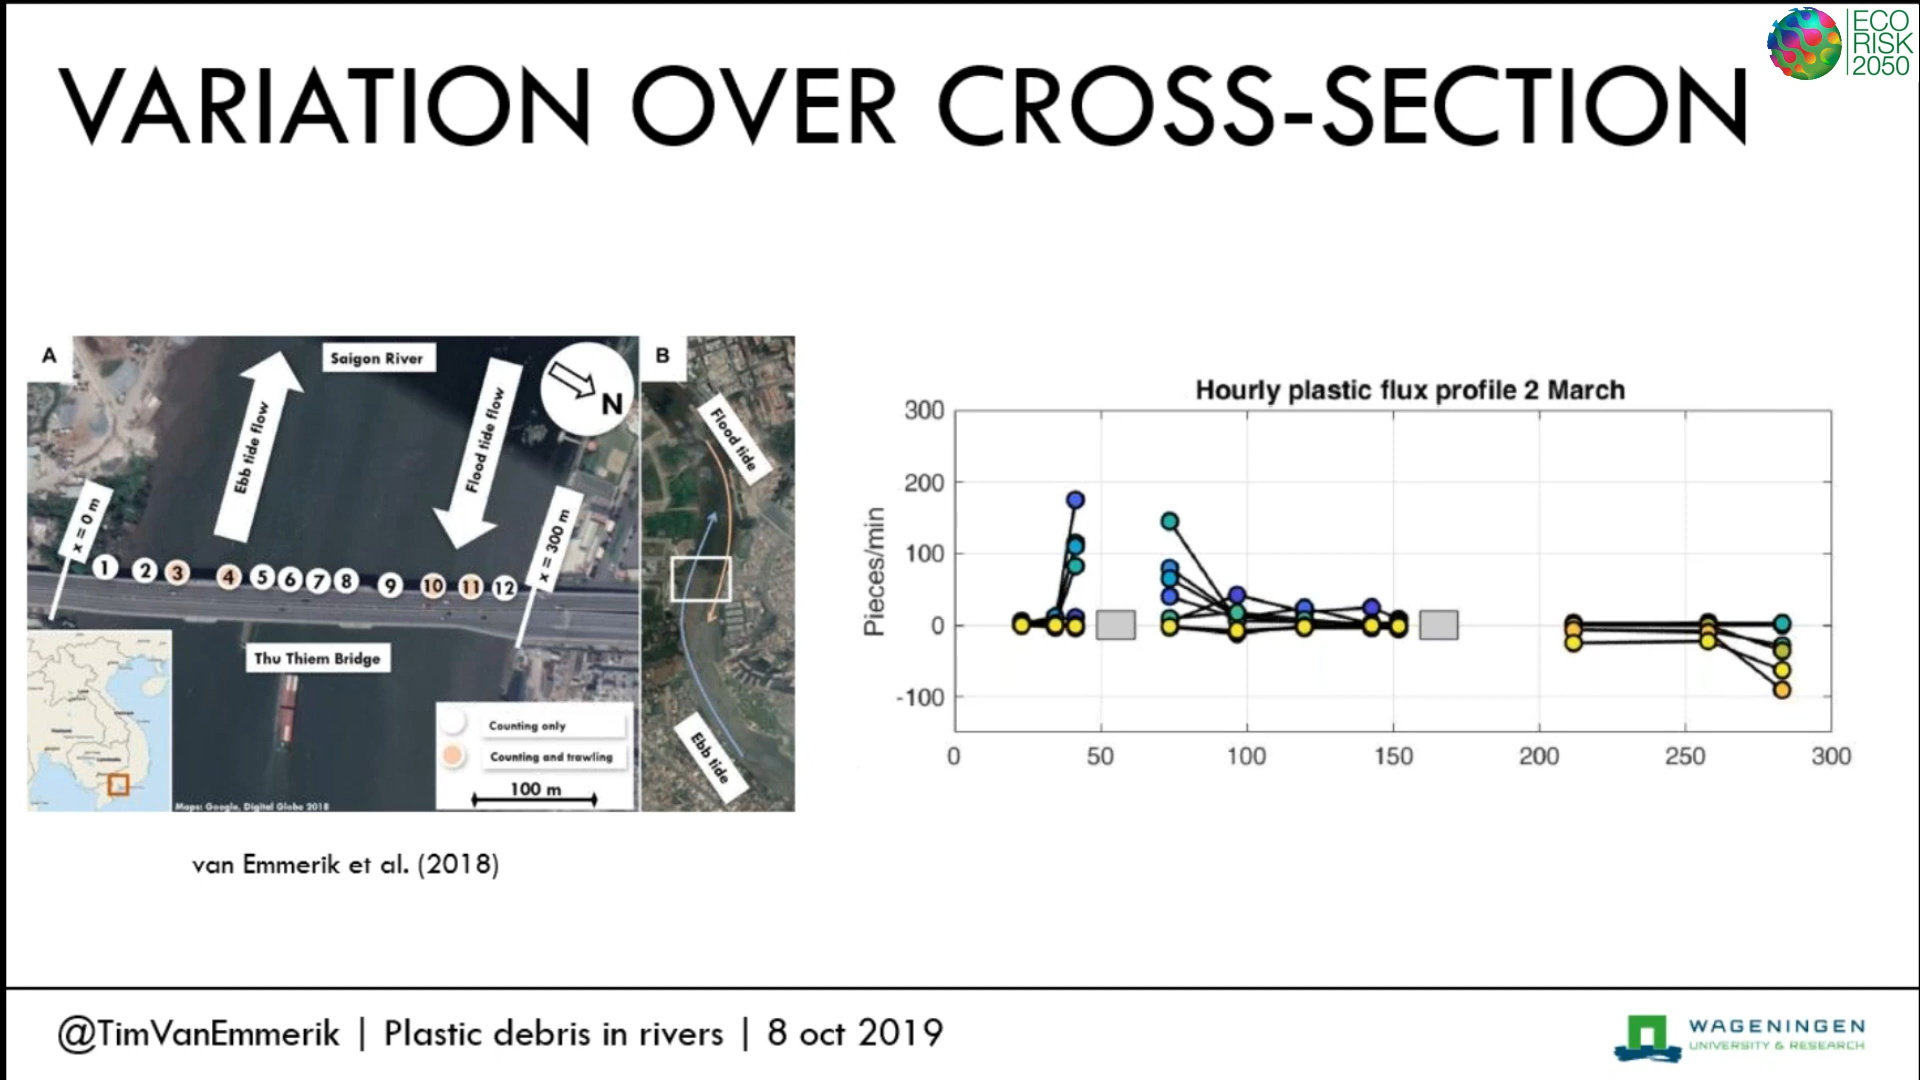 ECO
RISK
2050
VARIATION OVER CROSS-SECTION
A
Saigon River
N
Ebb tide flow
Flood tide flow
x = 0 m
x = 300 m
1 2 3 4 5 6 7 8 9 10 11 12
Thu Thiem Bridge
Counting only
Counting and trawling
100 m
Maps: Google, Digital Globe 2018
B
Flood tide
Ebb tide
van Emmerik et al. (2018)
Hourly plastic flux profile 2 March
Pieces/min
300
200
100
0
-100
0 50 100 150 200 250 300
@TimVanEmmerik | Plastic debris in rivers | 8 oct 2019
WAGENINGEN
UNIVERSITY & RESEARCH